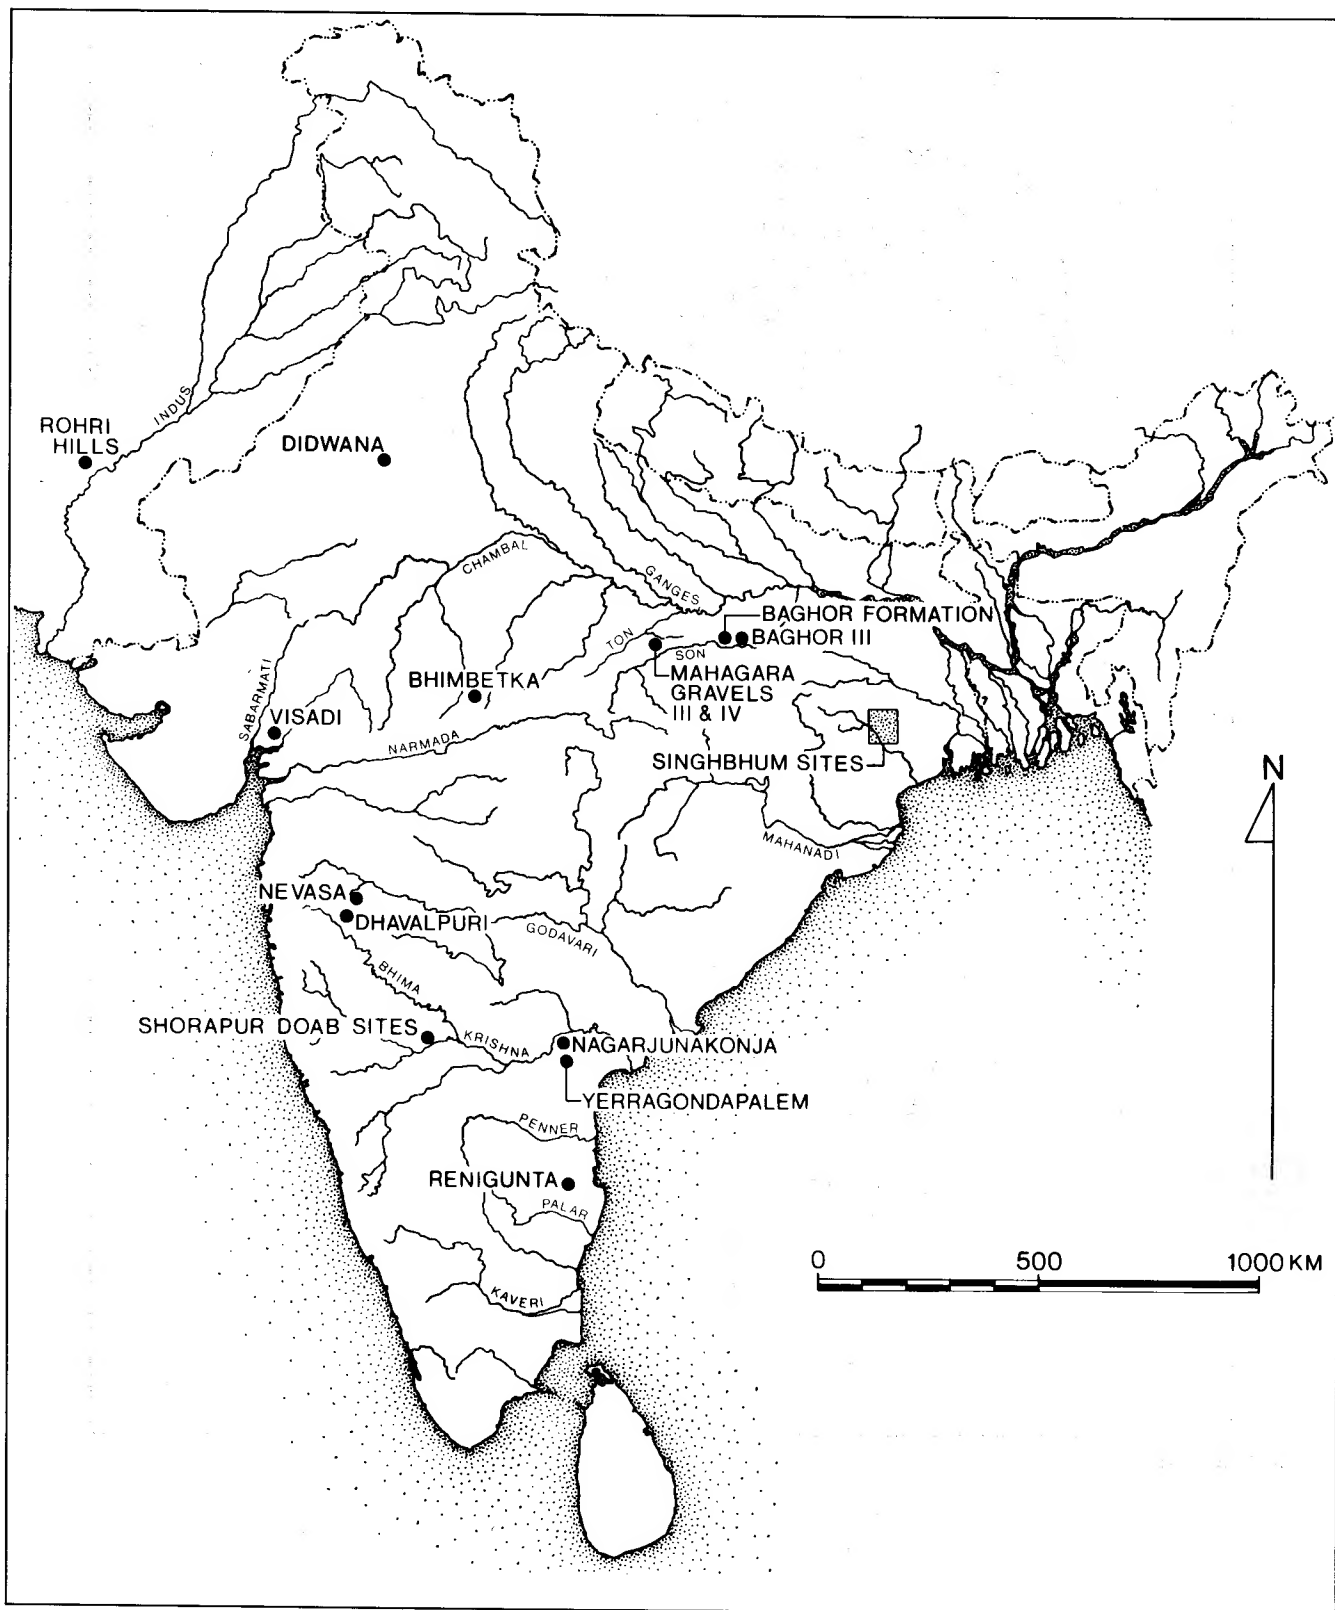 INDUS
ROHRI
HILLS
DIDWANA
CHAMBAL
GANGES
BAGHOR FORMATION
TON
BAGHOR III
SON
SABARMATI
BHIMBETKA
MAHAGARA
GRAVELS
III & IV
VISADI
NARMADA
SINGHBHUM SITES
N
MAHANADI
NEVASA
DHAVALPURI
GODAVARI
BHIMA
SHORAPUR DOAB SITES
KRISHNA
NAGARJUNAKONJA
YERRAGONDAPALEM
PENNER
RENIGUNTA
PALAR
0 500 1000 KM
KAVERI